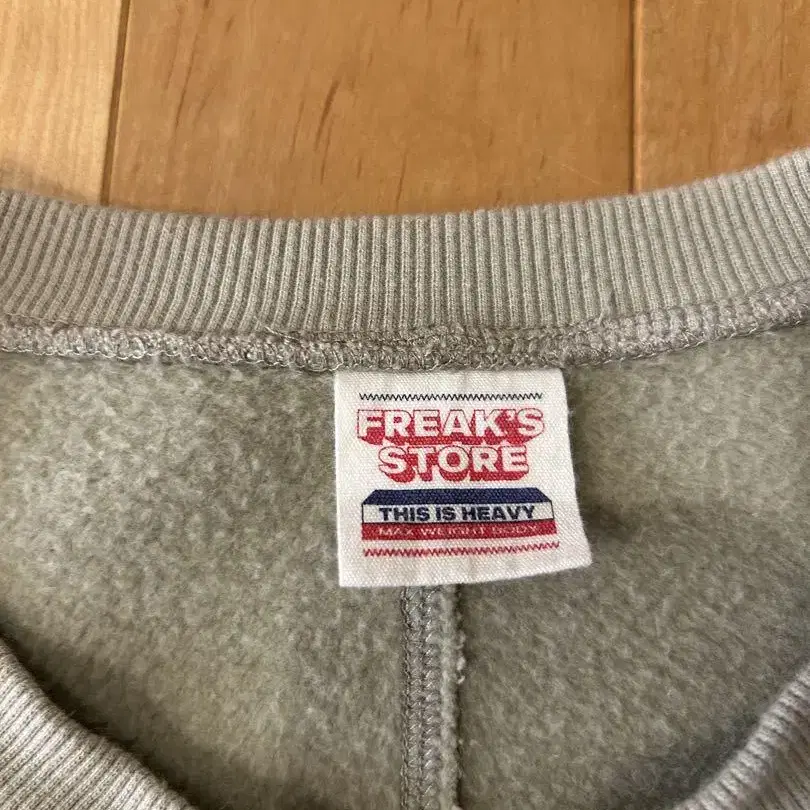 FREAK'S
STORE
THIS IS HEAVY
MAX WEIGHT BODY